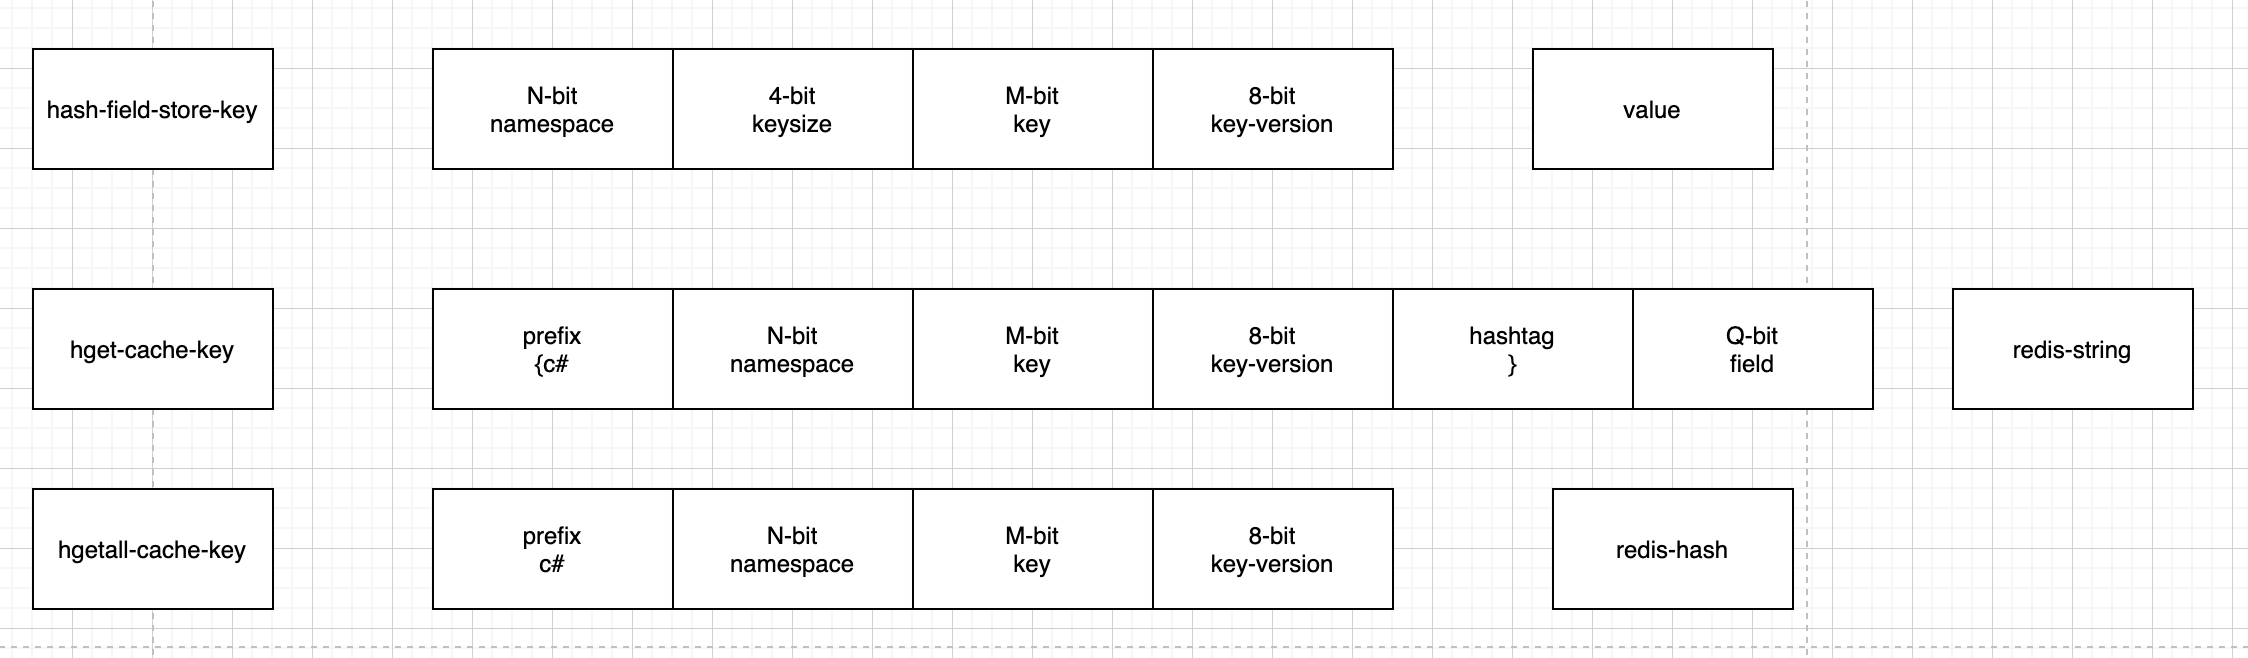 hash-field-store-key
N-bit
namespace
4-bit
keysize
M-bit
key
8-bit
key-version
value
hget-cache-key
prefix
{c#
N-bit
namespace
M-bit
key
8-bit
key-version
hashtag
}
Q-bit
field
redis-string
hgetall-cache-key
prefix
c#
N-bit
namespace
M-bit
key
8-bit
key-version
redis-hash